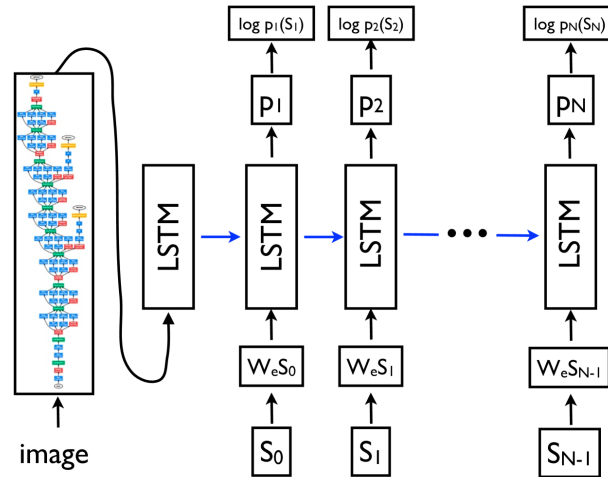 log p₁(S₁) log p₂(S₂) log pN(SN)
p₁ p₂ pN
LSTM LSTM LSTM •●• LSTM
WeS₀ WeS₁ WeSN-1
image S₀ S₁ SN-1